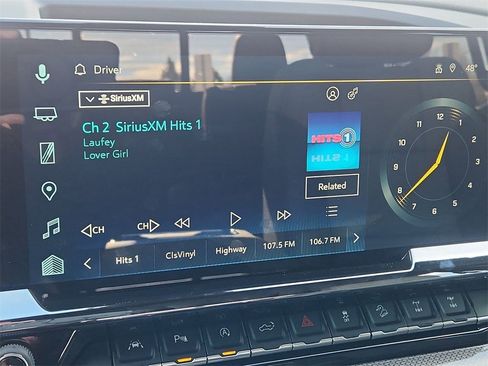 Driver
48°
SiriusXM
Ch 2 SiriusXM Hits 1
Laufey
Lover Girl
HITS 1
Related
CH CH
Hits 1 ClsVinyl Highway 107.5 FM 106.7 FM
12 1 2 3 4 5 6 7 8 9 10 11